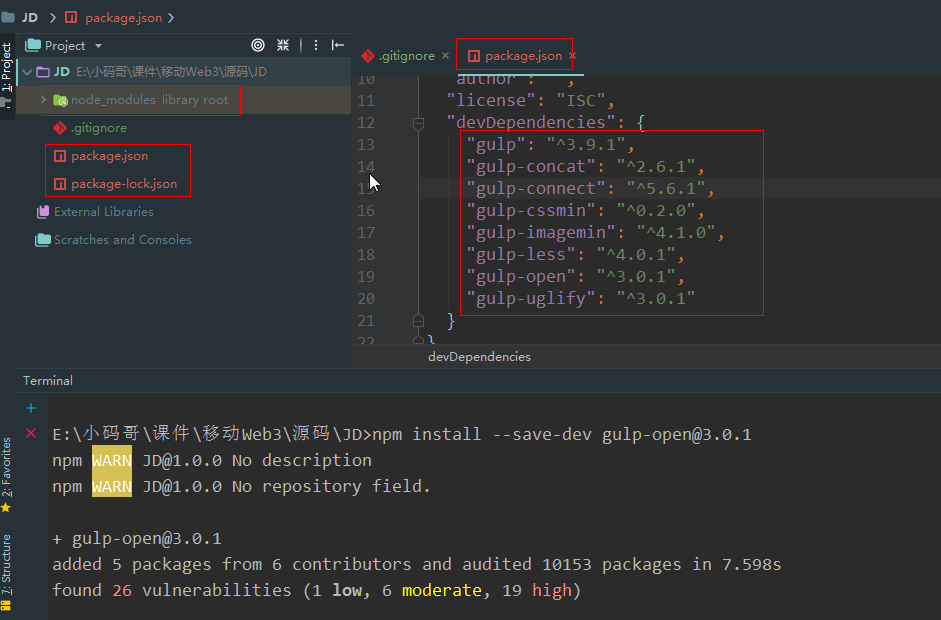 JD > package.json >
1: Project
Project
JD E:\小码哥\课件\移动Web3\源码\JD
node_modules library root
.gitignore
package.json
package-lock.json
External Libraries
Scratches and Consoles
.gitignore ×
package.json ×
10 "author": "",
11 "license": "ISC",
12 "devDependencies": {
13 "gulp": "^3.9.1",
14 "gulp-concat": "^2.6.1",
15 "gulp-connect": "^5.6.1",
16 "gulp-cssmin": "^0.2.0",
17 "gulp-imagemin": "^4.1.0",
18 "gulp-less": "^4.0.1",
19 "gulp-open": "^3.0.1",
20 "gulp-uglify": "^3.0.1"
21 }
22 }
devDependencies
Terminal
E:\小码哥\课件\移动Web3\源码\JD>npm install --save-dev gulp-open@3.0.1
npm WARN JD@1.0.0 No description
npm WARN JD@1.0.0 No repository field.
+ gulp-open@3.0.1
added 5 packages from 6 contributors and audited 10153 packages in 7.598s
found 26 vulnerabilities (1 low, 6 moderate, 19 high)
2: Favorites
7: Structure